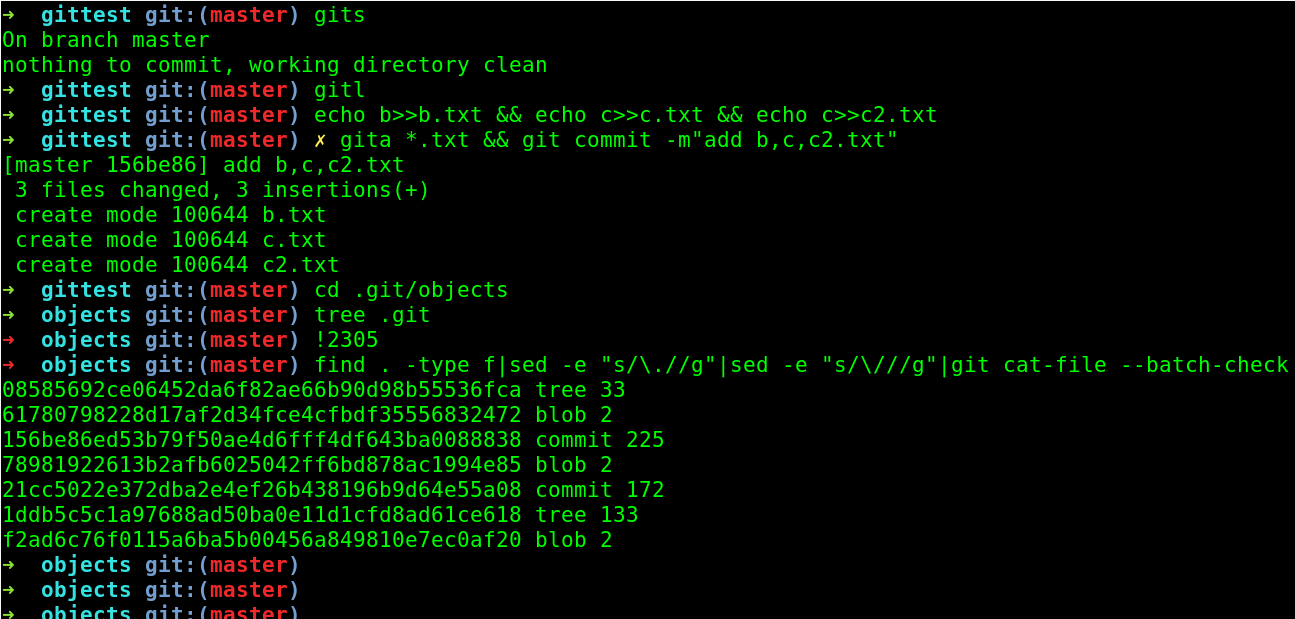 ➜  gittest git:(master) gits
On branch master
nothing to commit, working directory clean
➜  gittest git:(master) gitl
➜  gittest git:(master) echo b>>b.txt && echo c>>c.txt && echo c>>c2.txt
➜  gittest git:(master) ✗ gita *.txt && git commit -m"add b,c,c2.txt"
[master 156be86] add b,c,c2.txt
 3 files changed, 3 insertions(+)
 create mode 100644 b.txt
 create mode 100644 c.txt
 create mode 100644 c2.txt
➜  gittest git:(master) cd .git/objects
➜  objects git:(master) tree .git
➜  objects git:(master) !2305
➜  objects git:(master) find . -type f|sed -e "s/\.//g"|sed -e "s/\///g"|git cat-file --batch-check
08585692ce06452da6f82ae66b90d98b55536fca tree 33
61780798228d17af2d34fce4cfbdf35556832472 blob 2
156be86ed53b79f50ae4d6fff4df643ba0088838 commit 225
78981922613b2afb6025042ff6bd878ac1994e85 blob 2
21cc5022e372dba2e4ef26b438196b9d64e55a08 commit 172
1ddb5c5c1a97688ad50ba0e11d1cfd8ad61ce618 tree 133
f2ad6c76f0115a6ba5b00456a849810e7ec0af20 blob 2
➜  objects git:(master)
➜  objects git:(master)
➜  objects git:(master)